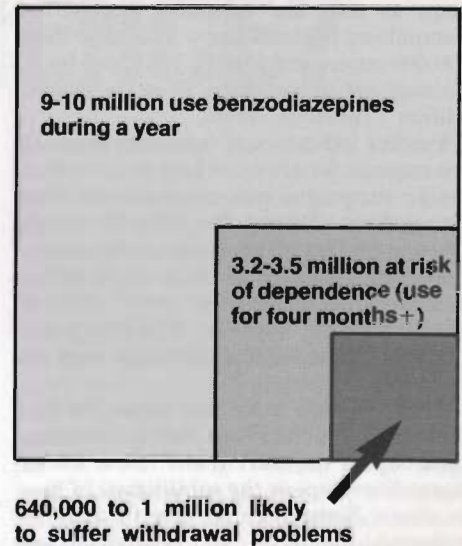 9-10 million use benzodiazepines
during a year
3.2-3.5 million at risk
of dependence (use
for four months+)
640,000 to 1 million likely
to suffer withdrawal problems